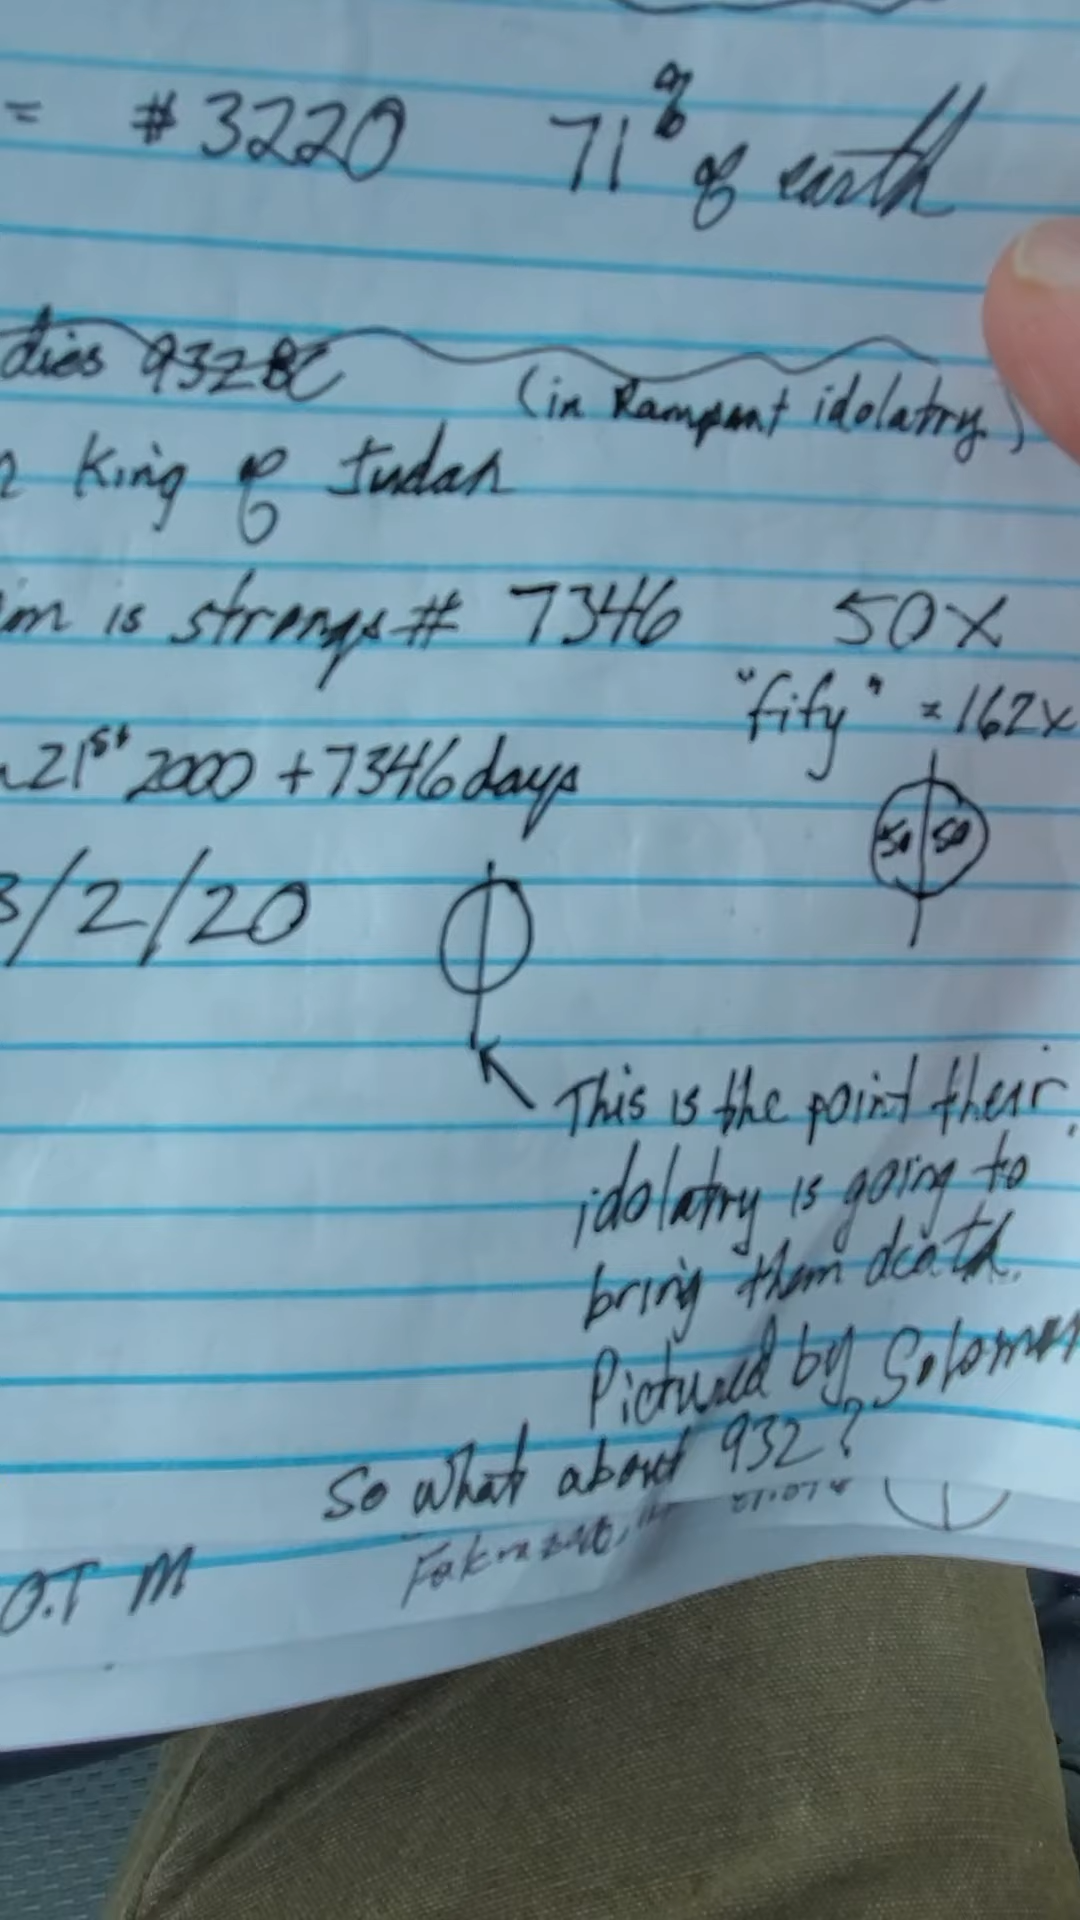 = #3220 71% of earth
dies 932BC (in Rampant idolatry)
King of Judah
im is strongs # 7346 50X
"fify" = 162x
21st 2000 + 7346 days
50 50
3/2/20
This is the point their
idolatry is going to
bring them death.
Pictured by Solomon
So what about 932?
O.T M